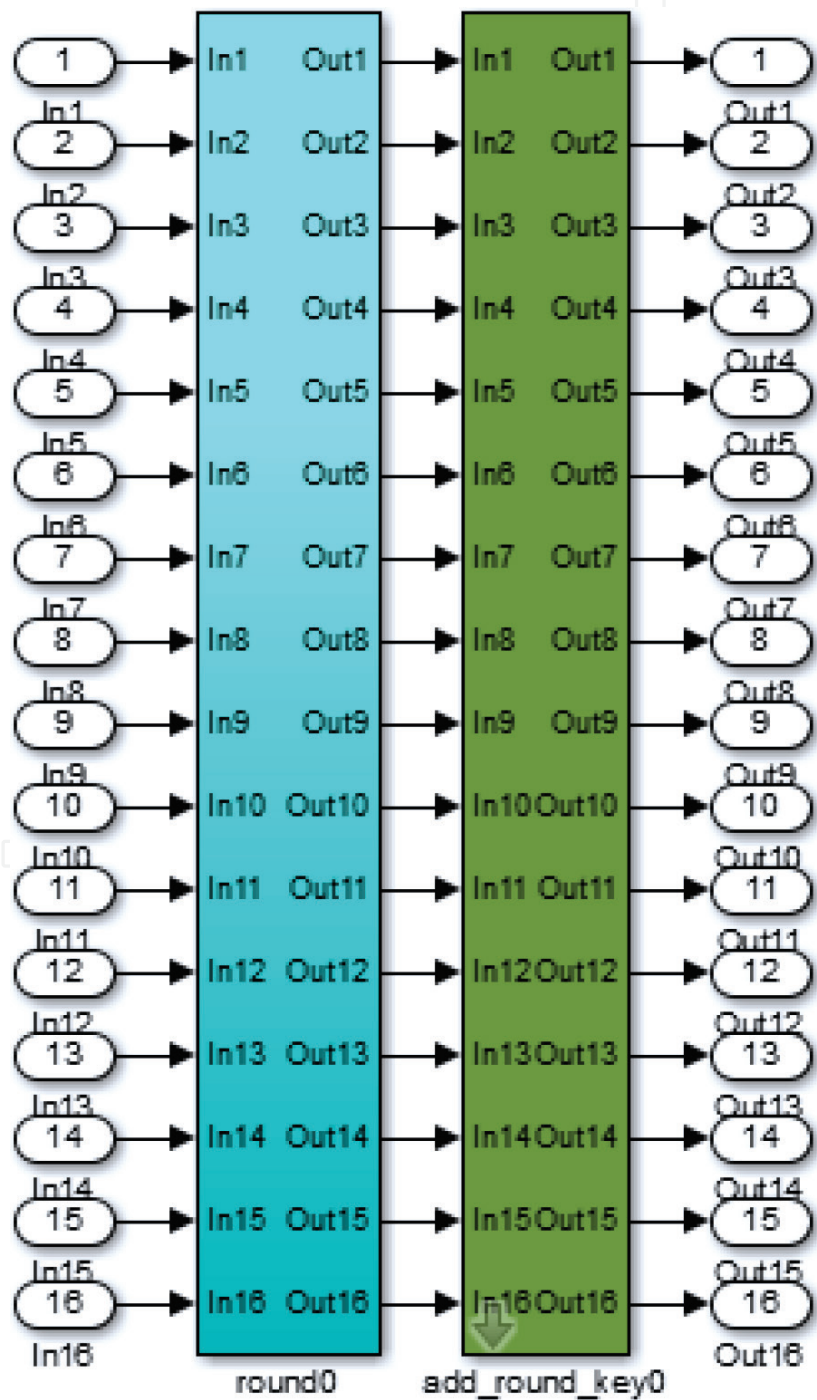 1 In1 Out1 In1 Out1 1
In1 Out1
2 In2 Out2 In2 Out2 2
In2 Out2
3 In3 Out3 In3 Out3 3
In3 Out3
4 In4 Out4 In4 Out4 4
In4 Out4
5 In5 Out5 In5 Out5 5
In5 Out5
6 In6 Out6 In6 Out6 6
In6 Out6
7 In7 Out7 In7 Out7 7
In7 Out7
8 In8 Out8 In8 Out8 8
In8 Out8
9 In9 Out9 In9 Out9 9
In9 Out9
10 In10 Out10 In10 Out10 10
In10 Out10
11 In11 Out11 In11 Out11 11
In11 Out11
12 In12 Out12 In12 Out12 12
In12 Out12
13 In13 Out13 In13 Out13 13
In13 Out13
14 In14 Out14 In14 Out14 14
In14 Out14
15 In15 Out15 In15 Out15 15
In15 Out15
16 In16 Out16 In16 Out16 16
In16 Out16
round0 add_round_key0